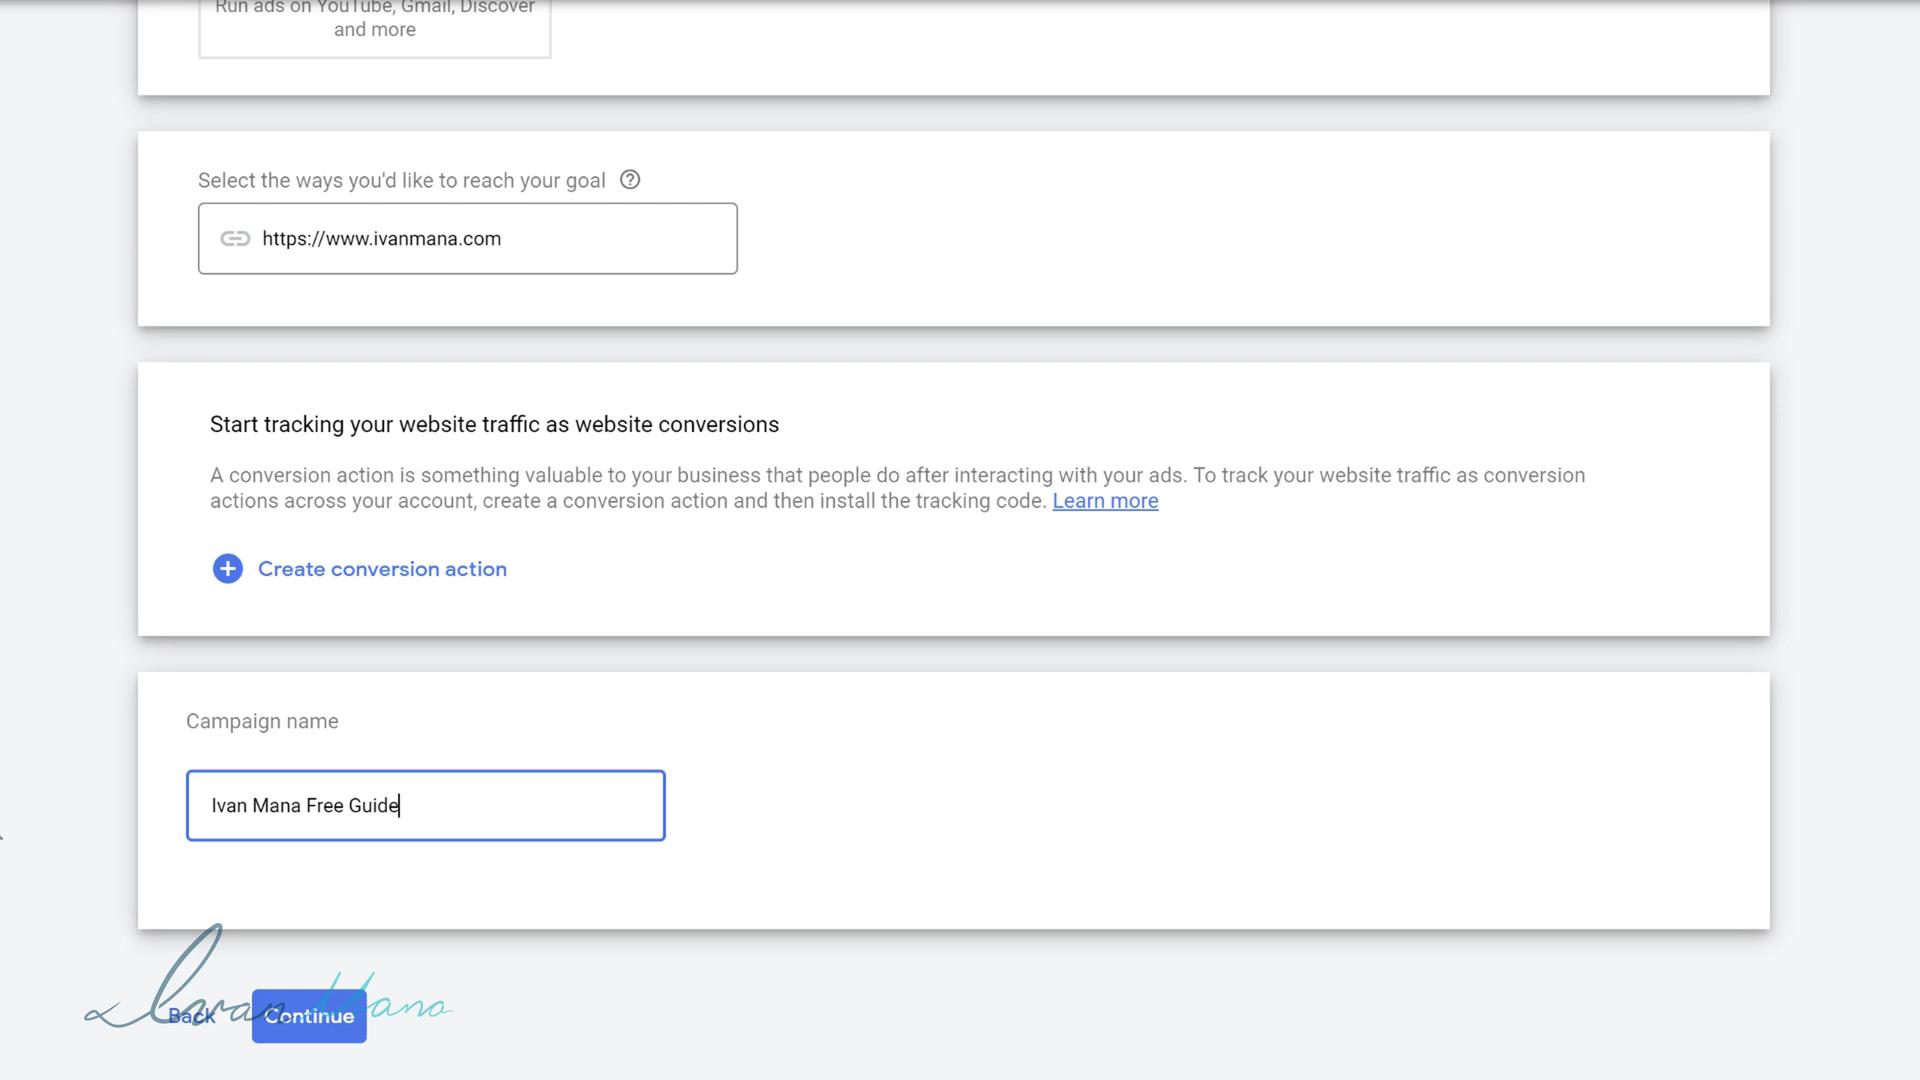 Run ads on YouTube, Gmail, Discover
and more
Select the ways you'd like to reach your goal
https://www.ivanmana.com
Start tracking your website traffic as website conversions
A conversion action is something valuable to your business that people do after interacting with your ads. To track your website traffic as conversion
actions across your account, create a conversion action and then install the tracking code. Learn more
Create conversion action
Campaign name
Ivan Mana Free Guide
Ivan Mana
Back
Continue